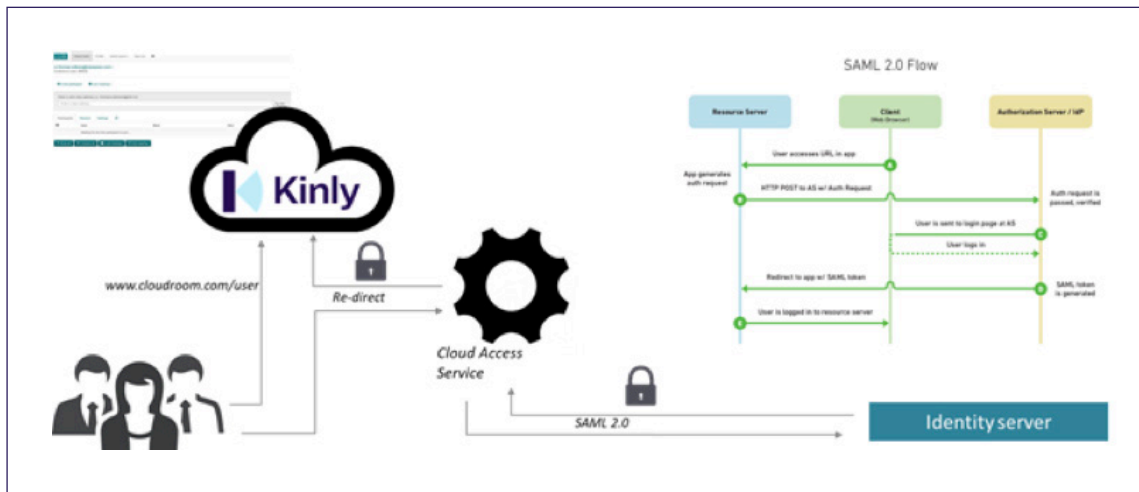 SAML 2.0 Flow
Resource Server
Client
(Web Browser)
Authorization Server / IdP
User accesses URL in app
App generates
auth request
HTTP POST to AS w/ Auth Request
Auth request is
passed, verified
User is sent to login page at AS
User logs in
Redirect to app w/ SAML token
SAML token
is generated
User is logged in to resource server
Kinly
www.cloudroom.com/user
Re-direct
Cloud Access
Service
SAML 2.0
Identity server